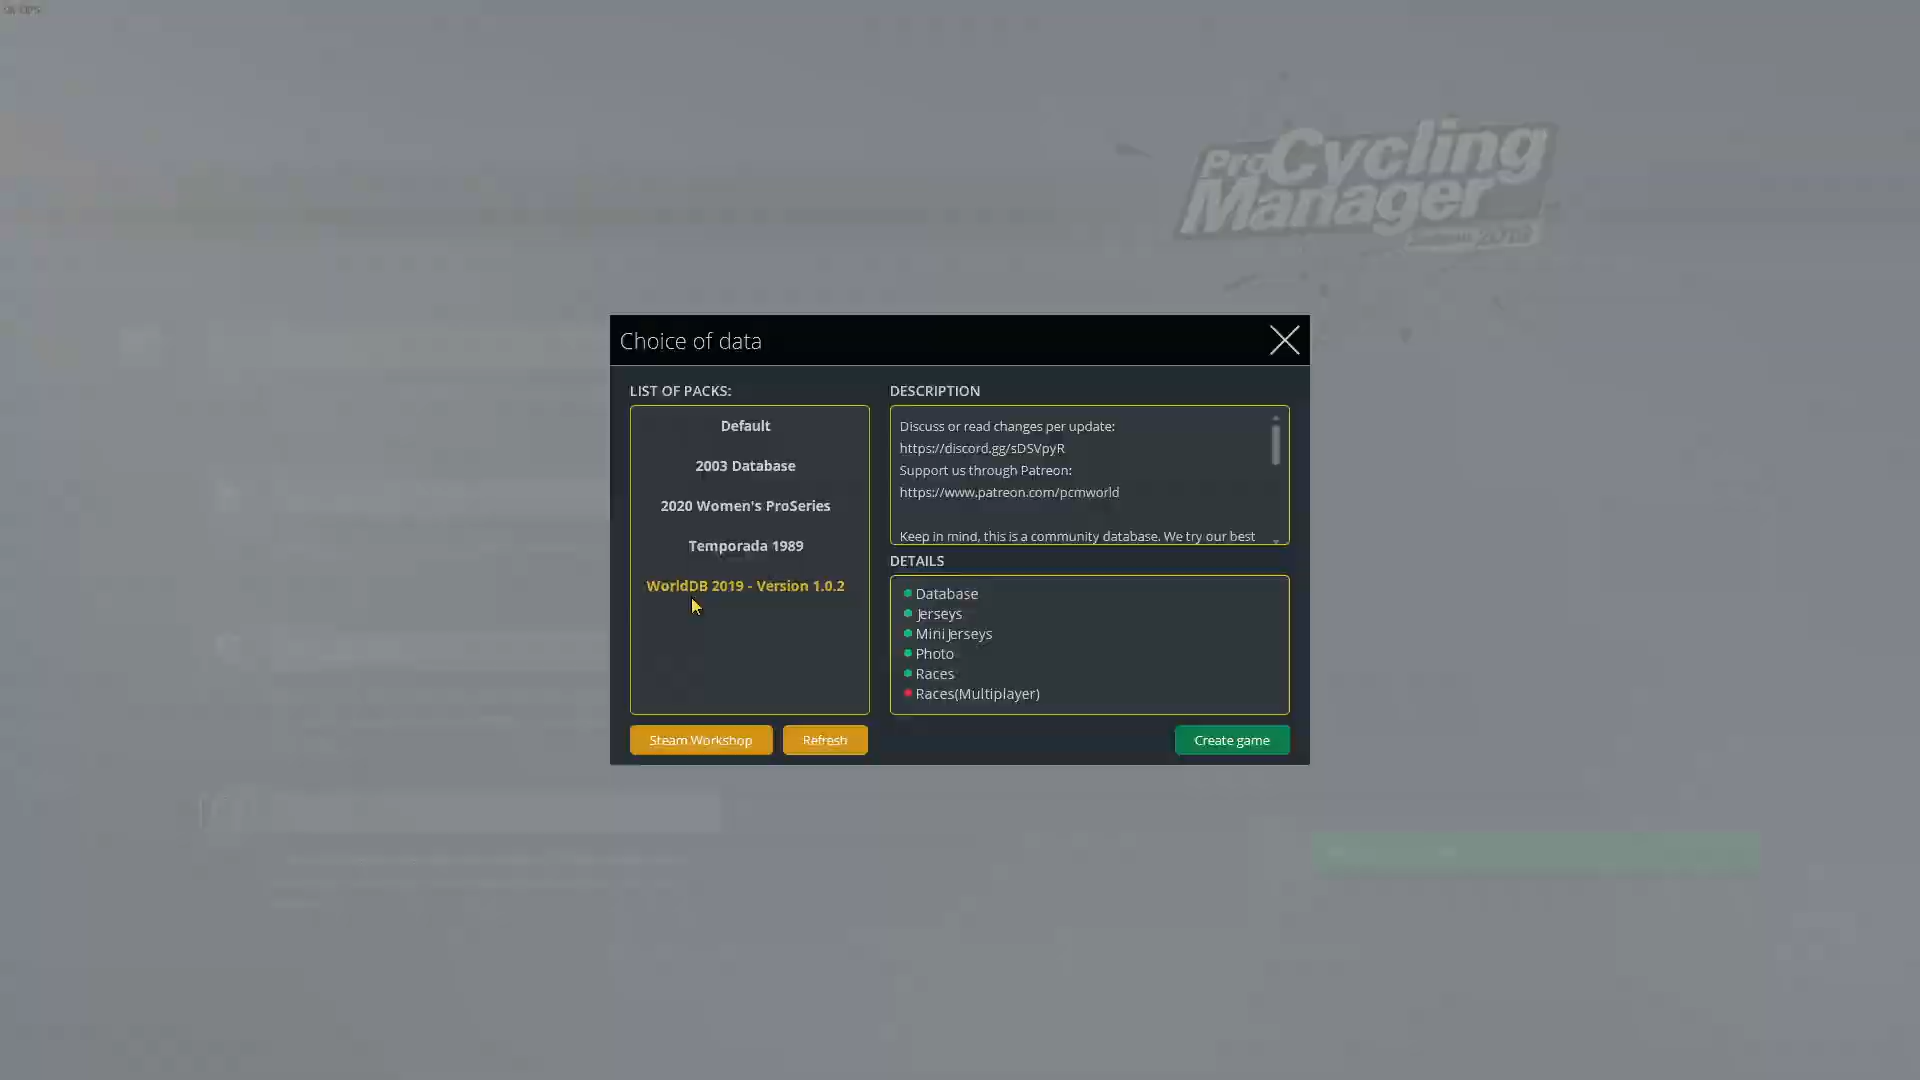 Pro Cycling
Manager
Choice of data
LIST OF PACKS:
Default
2003 Database
2020 Women's ProSeries
Temporada 1989
WorldDB 2019 - Version 1.0.2
Steam Workshop
Refresh
DESCRIPTION
Discuss or read changes per update:
https://discord.gg/sDSVpyR
Support us through Patreon:
https://www.patreon.com/pcmworld
Keep in mind, this is a community database. We try our best
DETAILS
Database
Jerseys
MiniJerseys
Photo
Races
Races(Multiplayer)
Create game